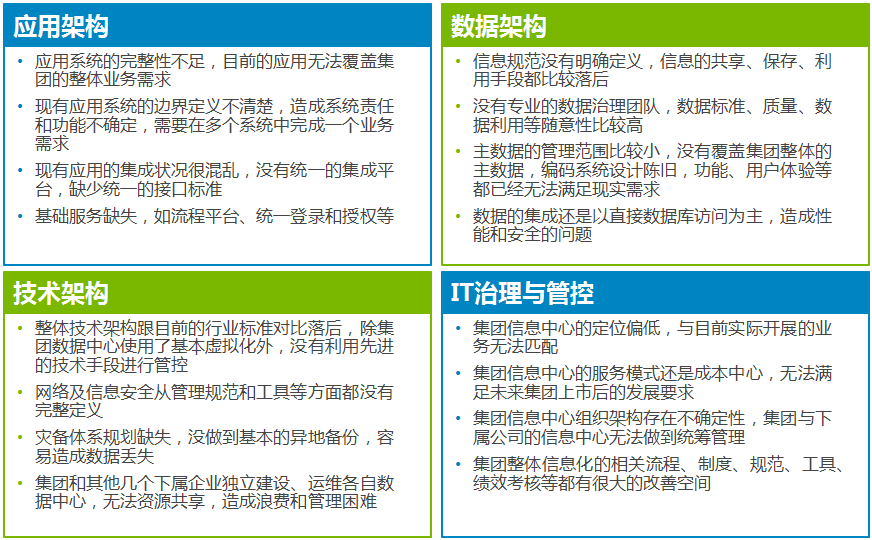 应用架构
• 应用系统的完整性不足，目前的应用无法覆盖集
团的整体业务需求
• 现有应用系统的边界定义不清楚，造成系统责任
和功能不确定，需要在多个系统中完成一个业务
需求
• 现有应用的集成状况很混乱，没有统一的集成平
台，缺少统一的接口标准
• 基础服务缺失，如流程平台、统一登录和授权等
数据架构
• 信息规范没有明确定义，信息的共享、保存、利
用手段都比较落后
• 没有专业的数据治理团队，数据标准、质量、数
据利用等随意性比较高
• 主数据的管理范围比较小，没有覆盖集团整体的
主数据，编码系统设计陈旧，功能、用户体验等
都已经无法满足现实需求
• 数据的集成还是以直接数据库访问为主，造成性
能和安全的问题
技术架构
• 整体技术架构跟目前的行业标准对比落后，除集
团数据中心使用了基本虚拟化外，没有利用先进
的技术手段进行管控
• 网络及信息安全从管理规范和工具等方面都没有
完整定义
• 灾备体系规划缺失，没做到基本的异地备份，容
易造成数据丢失
• 集团和其他几个下属企业独立建设、运维各自数
据中心，无法资源共享，造成浪费和管理困难
IT治理与管控
• 集团信息中心的定位偏低，与目前实际开展的业
务无法匹配
• 集团信息中心的服务模式还是成本中心，无法满
足未来集团上市后的发展要求
• 集团信息中心组织架构存在不确定性，集团与下
属公司的信息中心无法做到统筹管理
• 集团整体信息化的相关流程、制度、规范、工具、
绩效考核等都有很大的改善空间